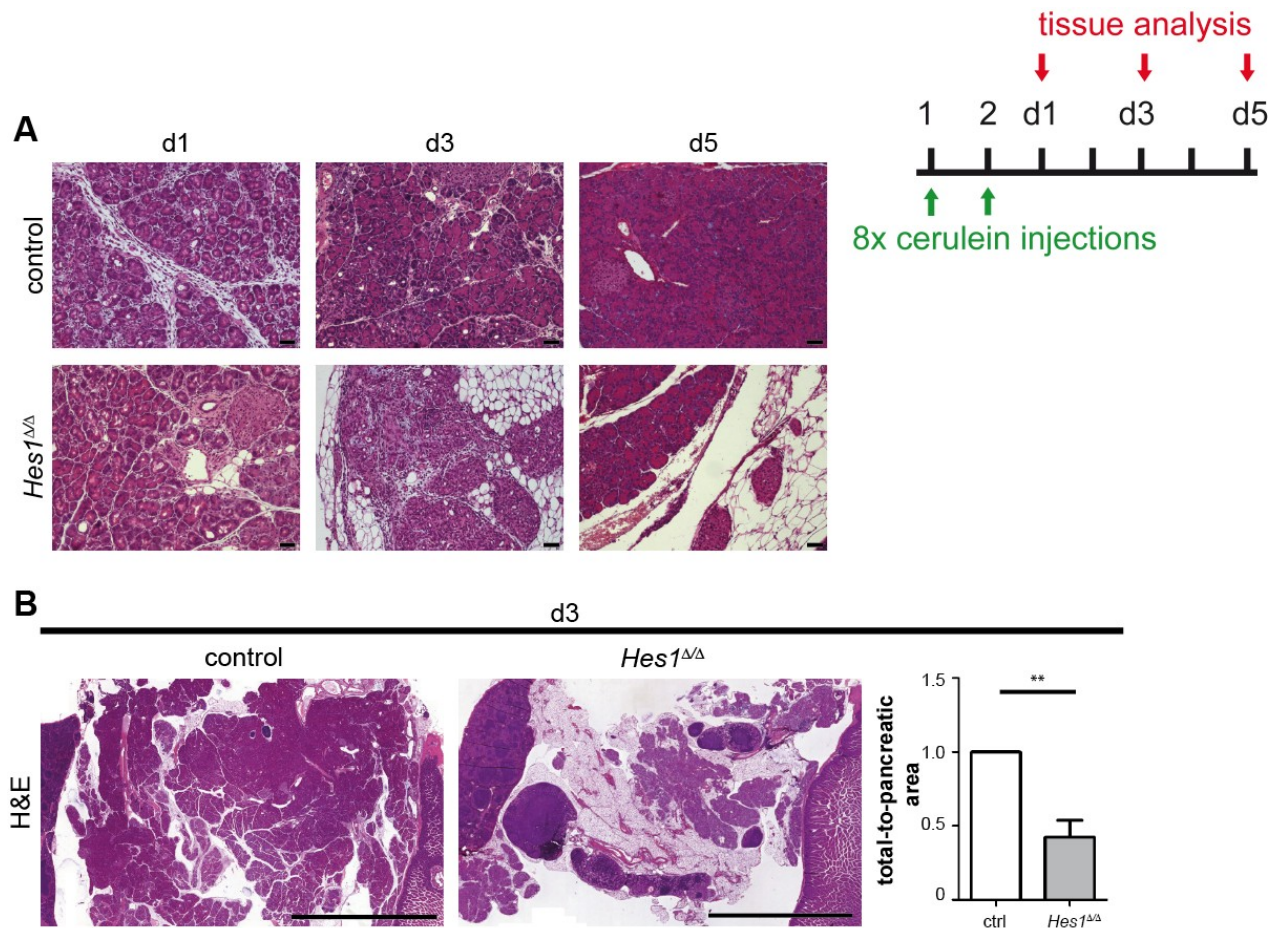 tissue analysis
1 2 d1 d3 d5
8x cerulein injections
A
d1 d3 d5
control
Hes1Δ/Δ
B
d3
control Hes1Δ/Δ
H&E
total-to-pancreatic
area
1.5
**
1.0
0.5
0
ctrl Hes1Δ/Δ